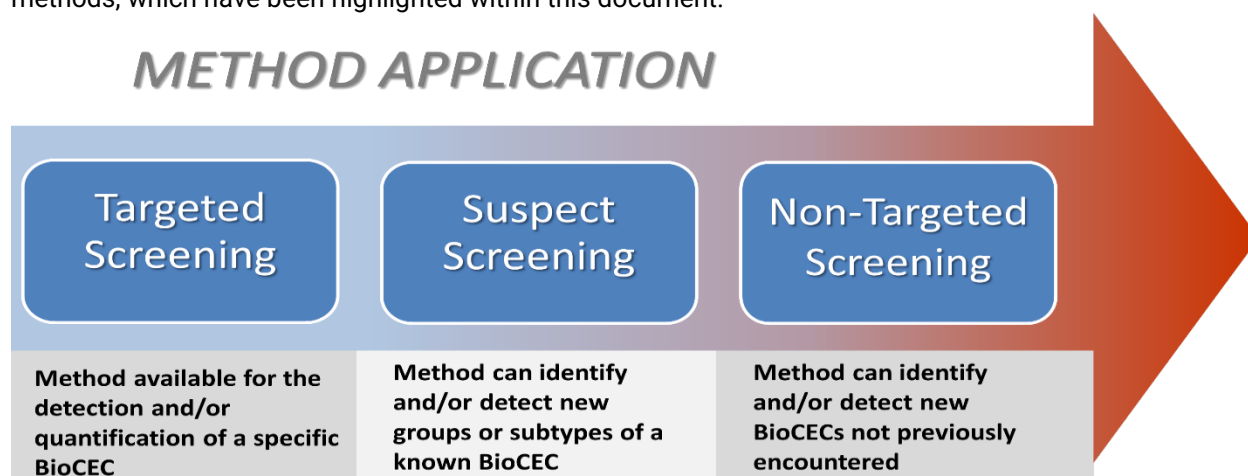 methods, which have been highlighted within this document.
METHOD APPLICATION
Targeted
Screening
Suspect
Screening
Non-Targeted
Screening
Method available for the
detection and/or
quantification of a specific
BioCEC
Method can identify
and/or detect new
groups or subtypes of a
known BioCEC
Method can identify
and/or detect new
BioCECs not previously
encountered